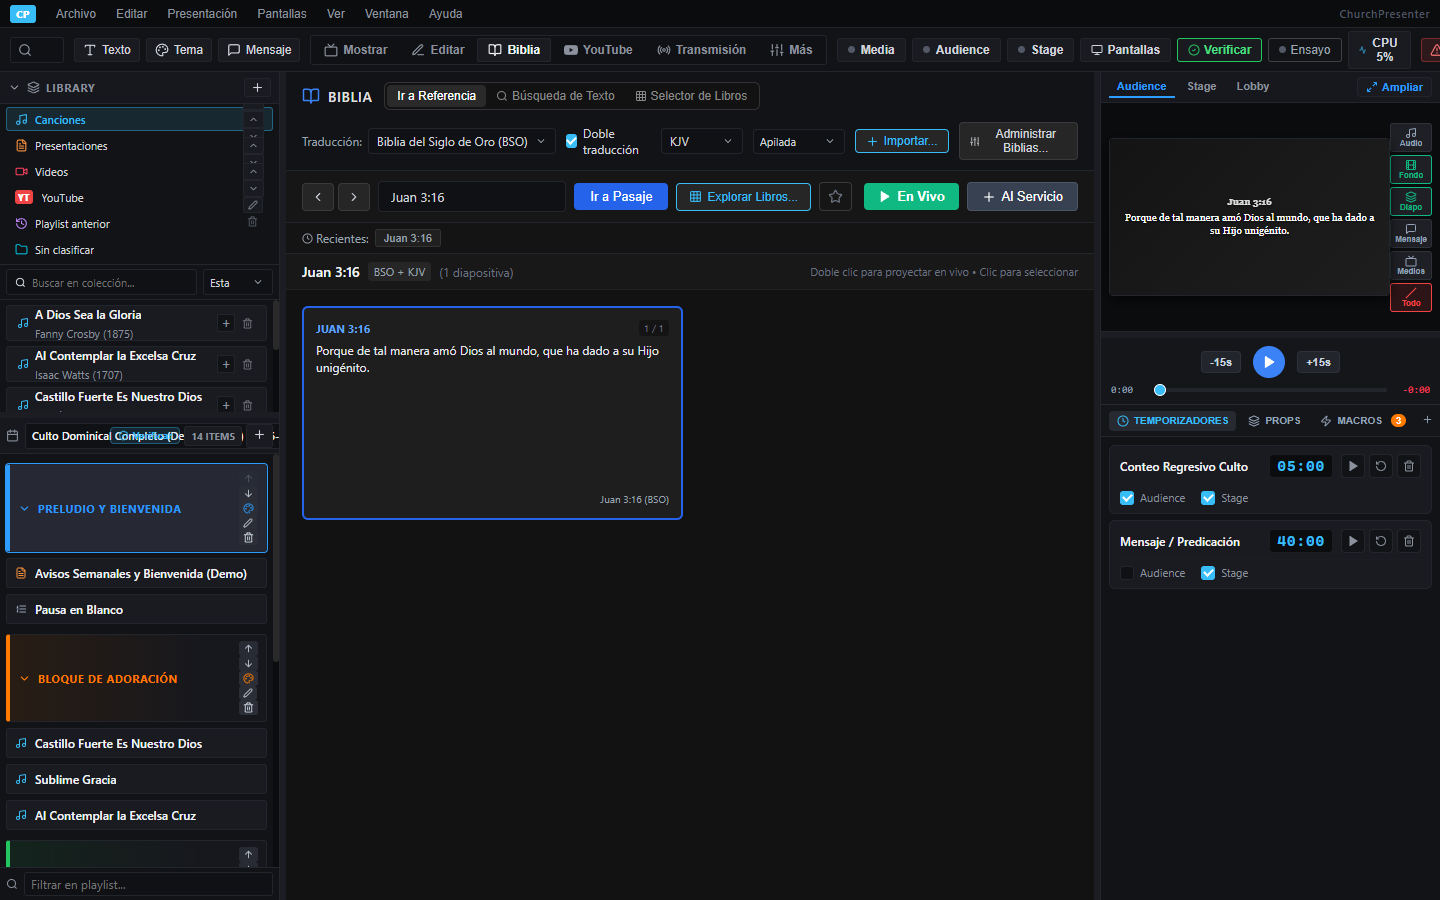 CP Archivo Editar Presentación Pantallas Ver Ventana Ayuda ChurchPresenter
Texto Tema Mensaje Mostrar Editar Biblia YouTube Transmisión Más Media Audience Stage Pantallas Verificar Ensayo CPU 5%
LIBRARY
Canciones
Presentaciones
Videos
YT YouTube
Playlist anterior
Sin clasificar
Buscar en colección... Esta
A Dios Sea la Gloria
Fanny Crosby (1875)
Al Contemplar la Excelsa Cruz
Isaac Watts (1707)
Castillo Fuerte Es Nuestro Dios
Culto Dominical Completo (De 14 ITEMS
PRELUDIO Y BIENVENIDA
Avisos Semanales y Bienvenida (Demo)
Pausa en Blanco
BLOQUE DE ADORACIÓN
Castillo Fuerte Es Nuestro Dios
Sublime Gracia
Al Contemplar la Excelsa Cruz
Filtrar en playlist...
BIBLIA Ir a Referencia Búsqueda de Texto Selector de Libros
Traducción: Biblia del Siglo de Oro (BSO) Doble traducción KJV Apilada Importar... Administrar Biblias...
Juan 3:16 Ir a Pasaje Explorar Libros... En Vivo Al Servicio
Recientes: Juan 3:16
Juan 3:16 BSO + KJV (1 diapositiva) Doble clic para proyectar en vivo • Clic para seleccionar
JUAN 3:16 1 / 1
Porque de tal manera amó Dios al mundo, que ha dado a su Hijo
unigénito.
Juan 3:16 (BSO)
Audience Stage Lobby Ampliar
Juan 3:16
Porque de tal manera amó Dios al mundo, que ha dado a
su Hijo unigénito.
Audio
Fondo
Diapo
Mensaje
Medios
Todo
-15s +15s
0:00 -0:00
TEMPORIZADORES PROPS MACROS 3
Conteo Regresivo Culto 05:00
Audience Stage
Mensaje / Predicación 40:00
Audience Stage